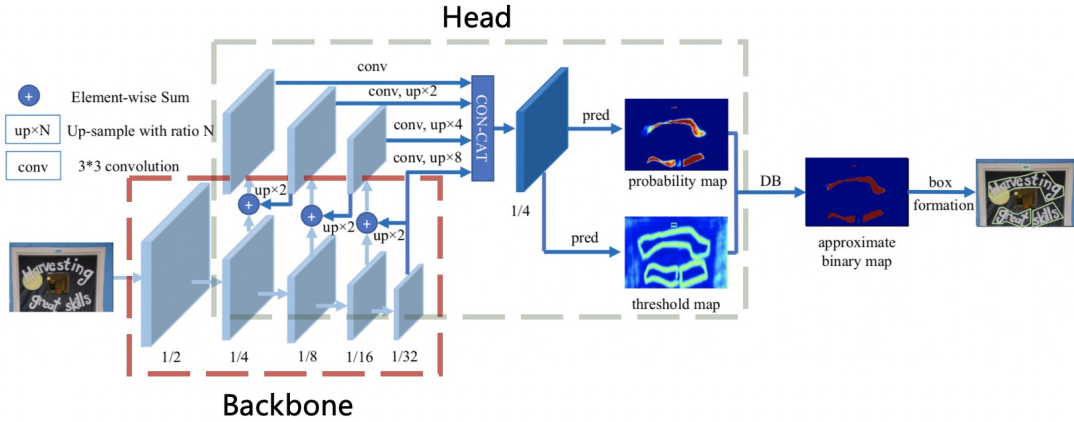 Head
+
Element-wise Sum
up×N
Up-sample with ratio N
conv
3*3 convolution
conv
conv, up×2
conv, up×4
conv, up×8
CON-CAT
up×2
+
up×2
+
up×2
+
1/4
pred
probability map
pred
threshold map
DB
approximate
binary map
box
formation
Harvesting
great skills
Harvesting
great skills
1/2
1/4
1/8
1/16
1/32
Backbone